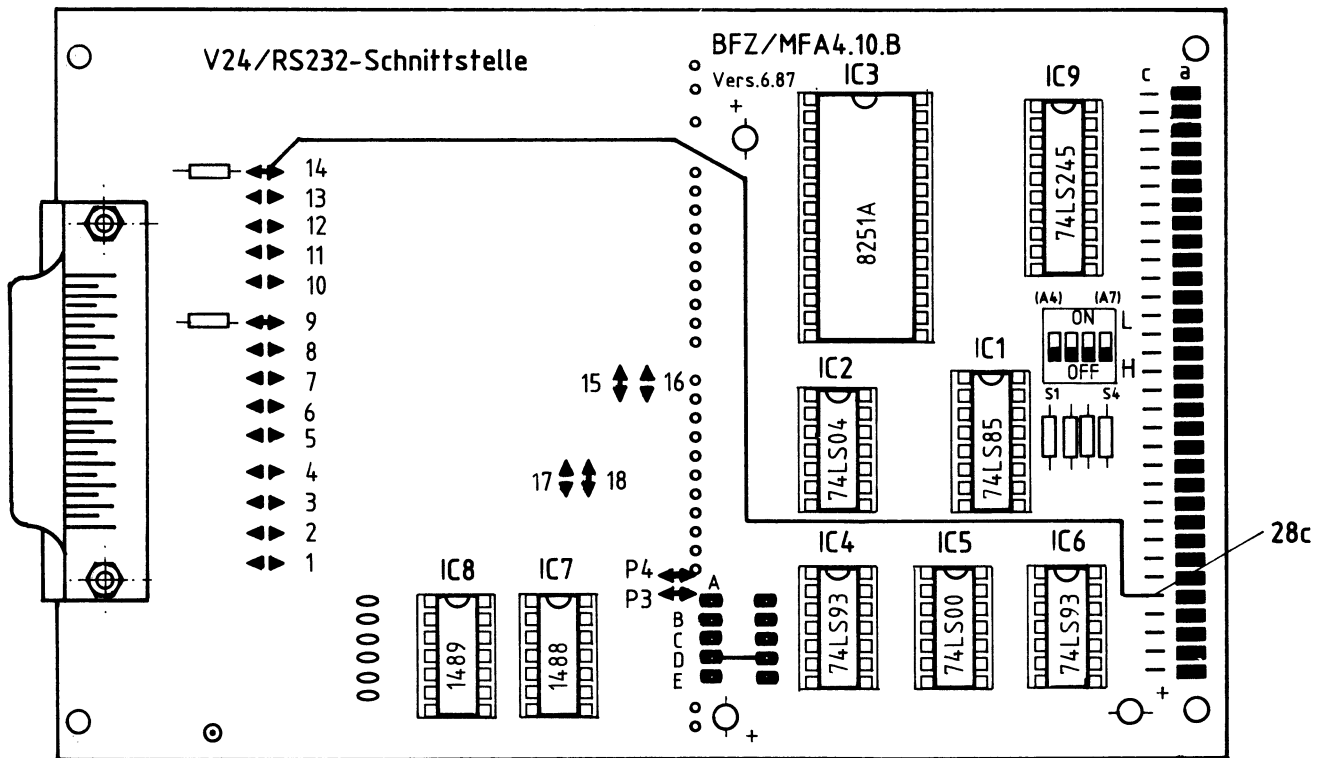 V24/RS232-Schnittstelle
BFZ/MFA4.10.B
Vers.6.87
+
IC3
8251A
IC9
74LS245
c a
14
13
12
11
10
9
8
7
6
5
4
3
2
1
15 16
17 18
(A4) (A7)
ON
L
OFF
H
S1 S4
IC2
74LS04
IC1
74LS85
28c
IC8
1489
IC7
1488
P4
P3
A
B
C
D
E
IC4
74LS93
IC5
74LS00
IC6
74LS93
+
+